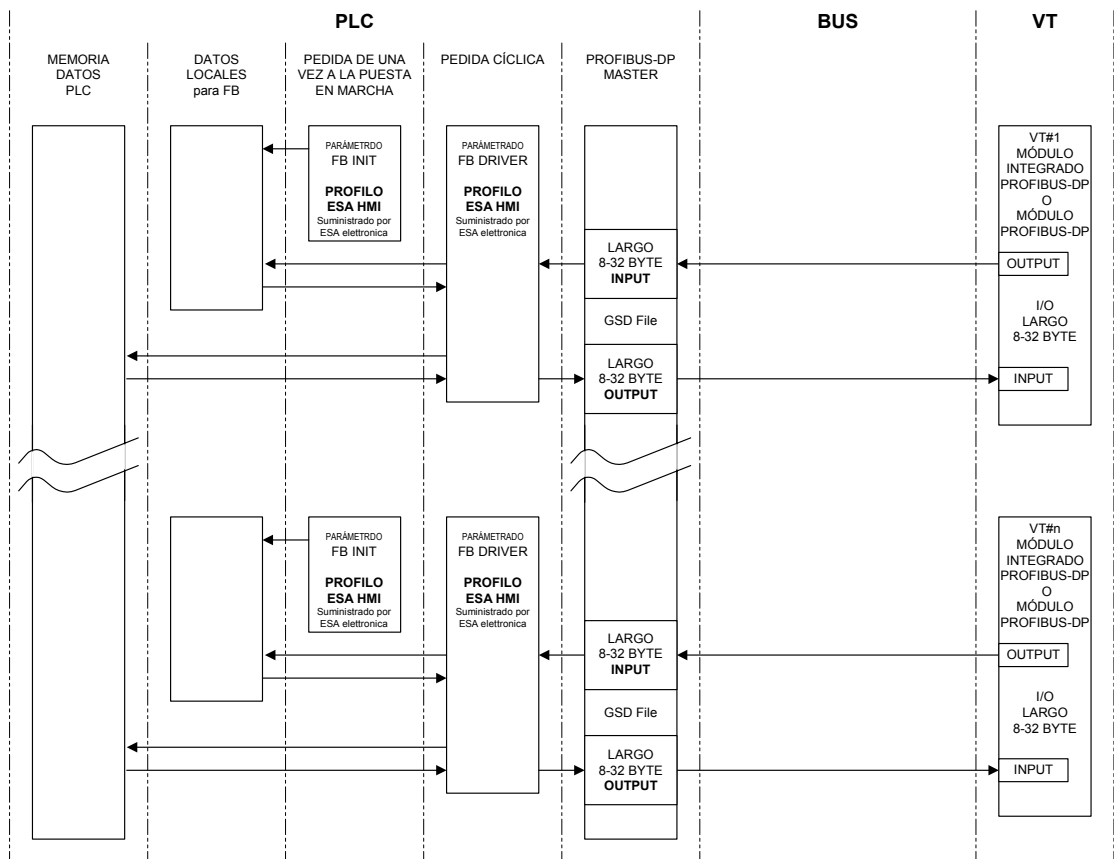 PLC
BUS
VT
MEMORIA
DATOS
PLC
DATOS
LOCALES
para FB
PEDIDA DE UNA
VEZ A LA PUESTA
EN MARCHA
PEDIDA CÍCLICA
PROFIBUS-DP
MASTER
PARÁMETRDO
FB INIT
PROFILO
ESA HMI
Suministrado por
ESA elettronica
PARÁMETRADO
FB DRIVER
PROFILO
ESA HMI
Suministrado por
ESA elettronica
LARGO
8-32 BYTE
INPUT
GSD File
LARGO
8-32 BYTE
OUTPUT
VT#1
MÓDULO
INTEGRADO
PROFIBUS-DP
O
MÓDULO
PROFIBUS-DP
OUTPUT
I/O
LARGO
8-32 BYTE
INPUT
PARÁMETRDO
FB INIT
PROFILO
ESA HMI
Suministrado por
ESA elettronica
PARÁMETRADO
FB DRIVER
PROFILO
ESA HMI
Suministrado por
ESA elettronica
LARGO
8-32 BYTE
INPUT
GSD File
LARGO
8-32 BYTE
OUTPUT
VT#n
MÓDULO
INTEGRADO
PROFIBUS-DP
O
MÓDULO
PROFIBUS-DP
OUTPUT
I/O
LARGO
8-32 BYTE
INPUT